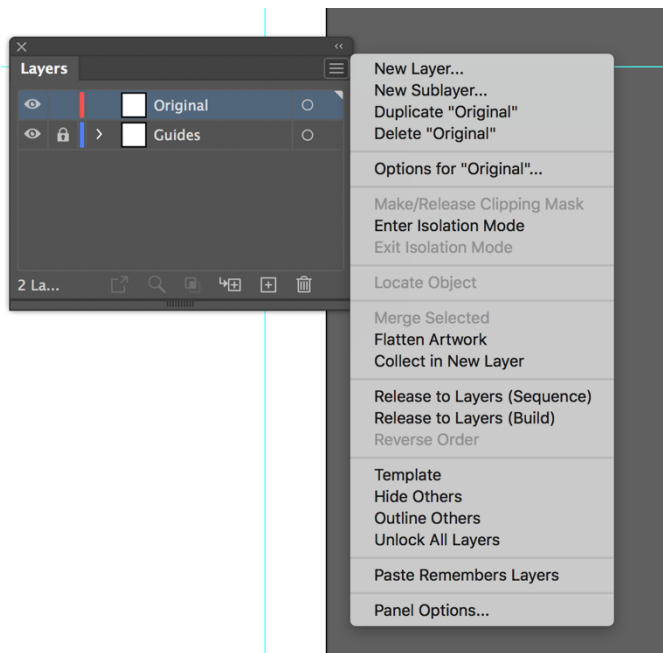 Layers
Original
Guides
2 La...
New Layer...
New Sublayer...
Duplicate "Original"
Delete "Original"
Options for "Original"...
Make/Release Clipping Mask
Enter Isolation Mode
Exit Isolation Mode
Locate Object
Merge Selected
Flatten Artwork
Collect in New Layer
Release to Layers (Sequence)
Release to Layers (Build)
Reverse Order
Template
Hide Others
Outline Others
Unlock All Layers
Paste Remembers Layers
Panel Options...